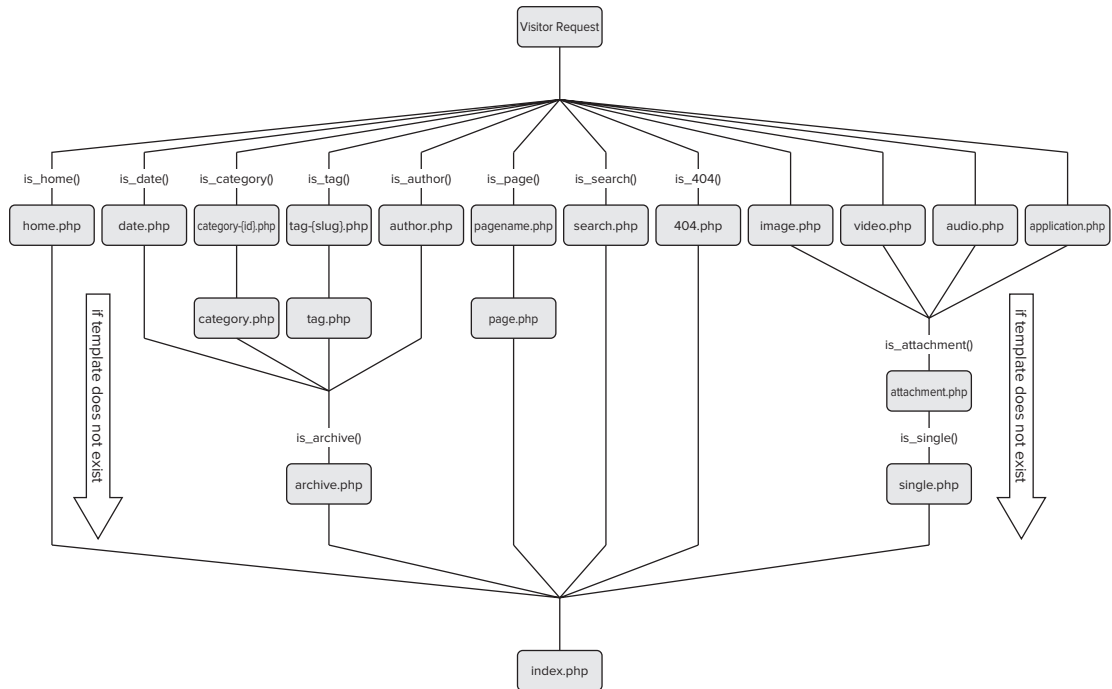 Visitor Request
is_home()
is_date()
is_category()
is_tag()
is_author()
is_page()
is_search()
is_404()
home.php
date.php
category-{id}.php
tag-{slug}.php
author.php
pagename.php
search.php
404.php
image.php
video.php
audio.php
application.php
if template does not exist
category.php
tag.php
page.php
if template does not exist
is_attachment()
attachment.php
is_archive()
is_single()
archive.php
single.php
index.php